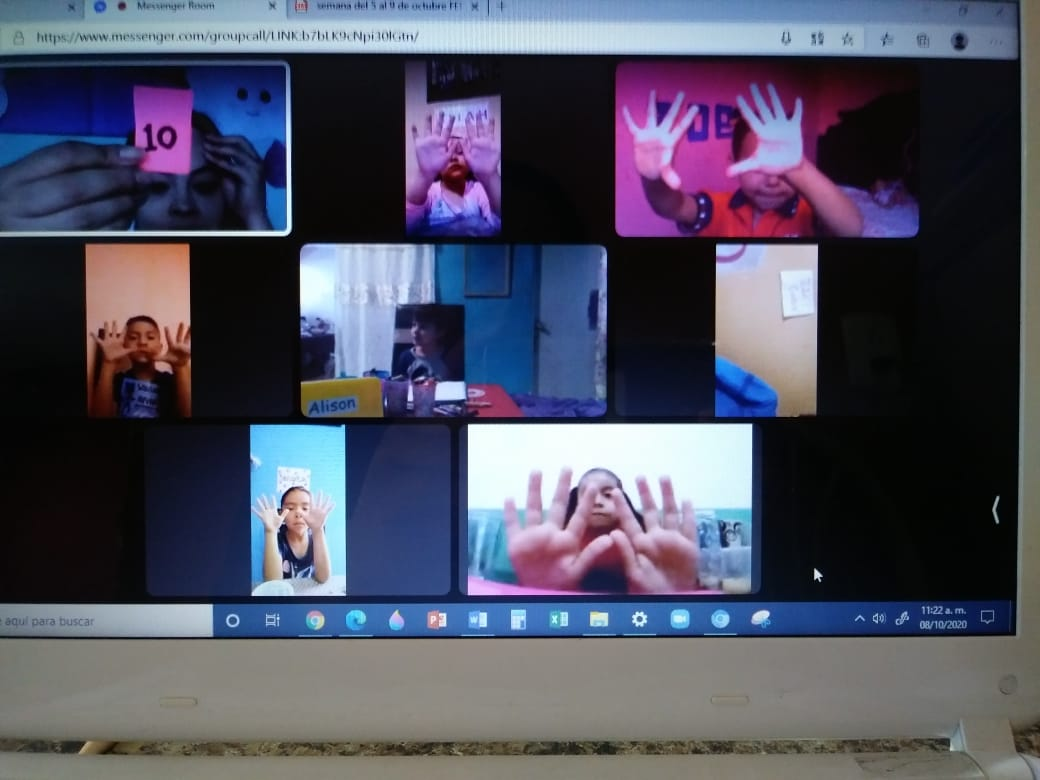 Messenger Room
semana del 5 al 9 de octubre FE
https://www.messenger.com/groupcall/LINK:b7bLK9cNpi30lGtn/
10
Alison
aquí para buscar
11:22 a. m.
08/10/2020